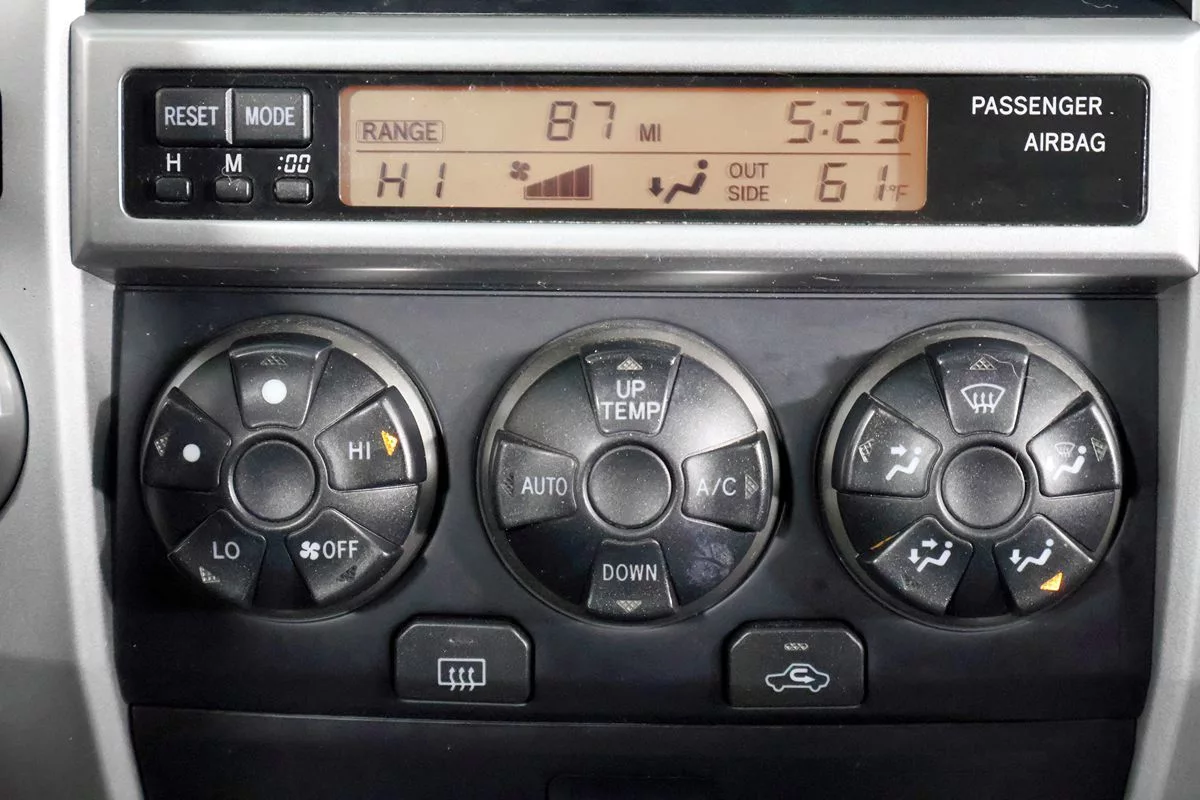 RESET MODE
H M :00
RANGE 87 MI 5:23
HI OUT SIDE 61°F
PASSENGER
AIRBAG
HI
LO
OFF
UP
TEMP
AUTO
A/C
DOWN